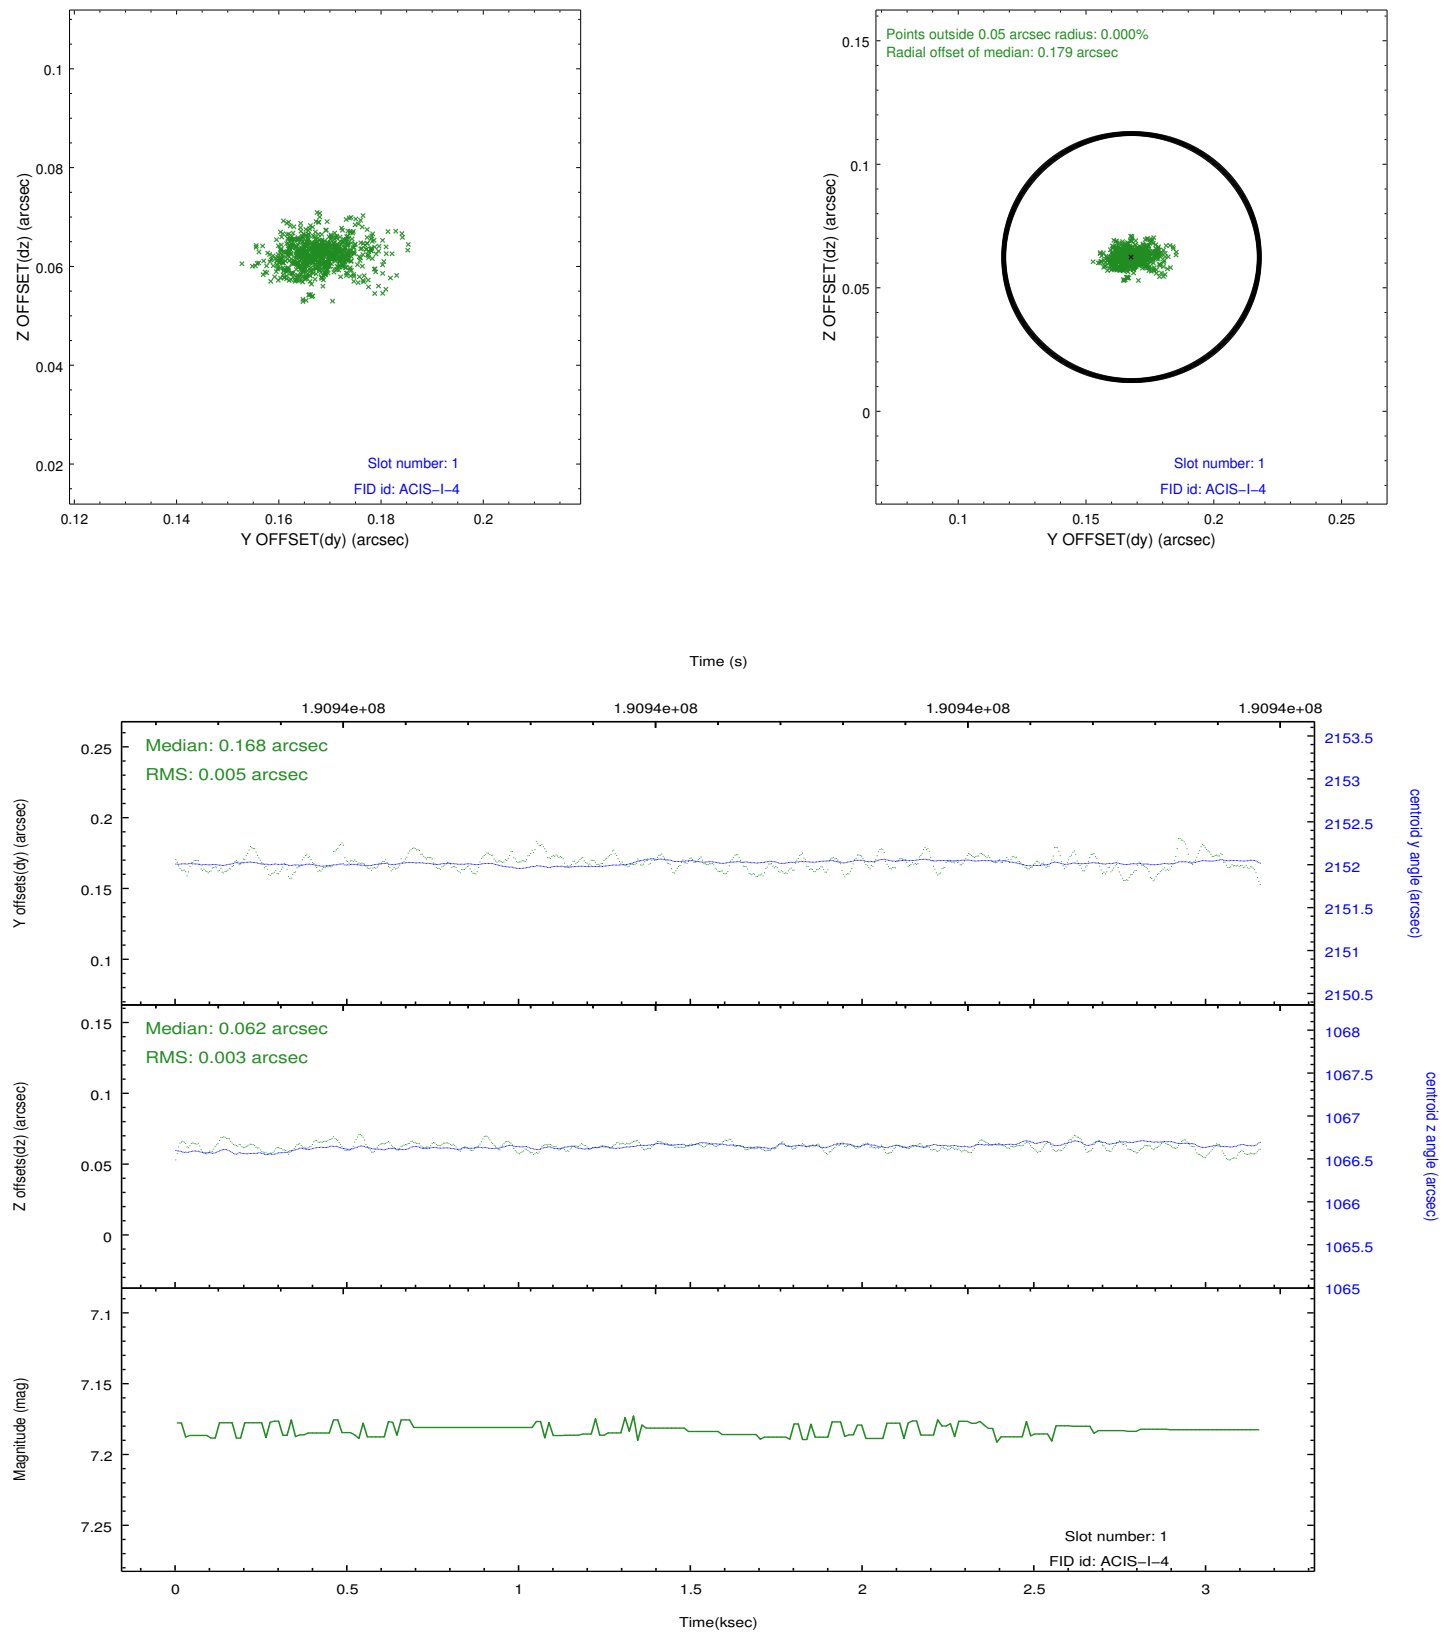 0.1
0.08
0.06
0.04
0.02
Z OFFSET(dz) (arcsec)
Slot number: 1
FID id: ACIS−I−4
0.12 0.14 0.16 0.18 0.2
Y OFFSET(dy) (arcsec)
Points outside 0.05 arcsec radius: 0.000%
Radial offset of median: 0.179 arcsec
0.15
0.1
0.05
0
Z OFFSET(dz) (arcsec)
Slot number: 1
FID id: ACIS−I−4
0.1 0.15 0.2 0.25
Y OFFSET(dy) (arcsec)
Time (s)
1.9094e+08 1.9094e+08 1.9094e+08 1.9094e+08
Median: 0.168 arcsec
RMS: 0.005 arcsec
0.25
0.2
0.15
0.1
Y offsets(dy) (arcsec)
2153.5
2153
2152.5
2152
2151.5
2151
2150.5
centroid y angle (arcsec)
Median: 0.062 arcsec
RMS: 0.003 arcsec
0.15
0.1
0.05
0
Z offsets(dz) (arcsec)
1068
1067.5
1067
1066.5
1066
1065.5
1065
centroid z angle (arcsec)
7.1
7.15
7.2
7.25
Magnitude (mag)
Slot number: 1
FID id: ACIS−I−4
0 0.5 1 1.5 2 2.5 3
Time(ksec)